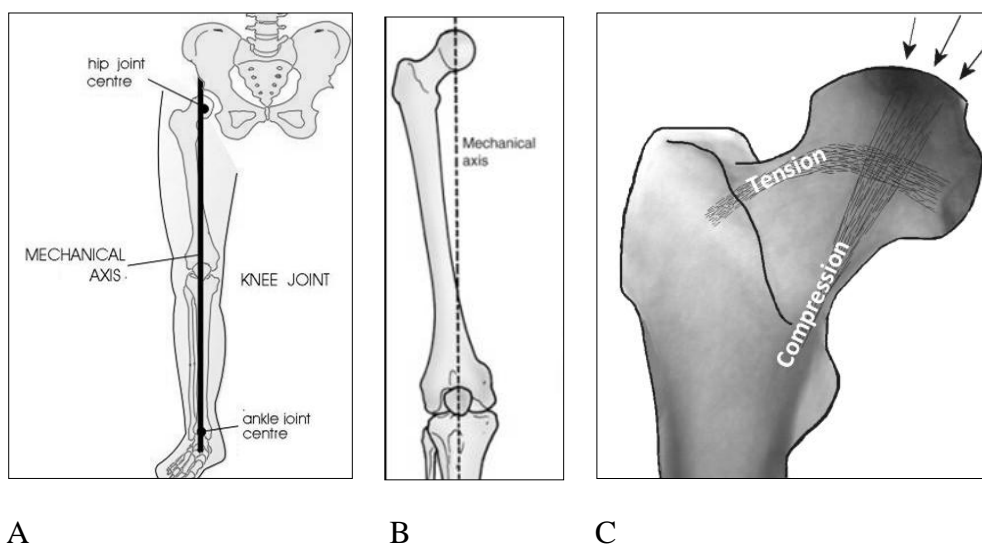 hip joint
centre
MECHANICAL
AXIS
KNEE JOINT
ankle joint
centre
Mechanical
axis
Tension
Compression
A
B
C